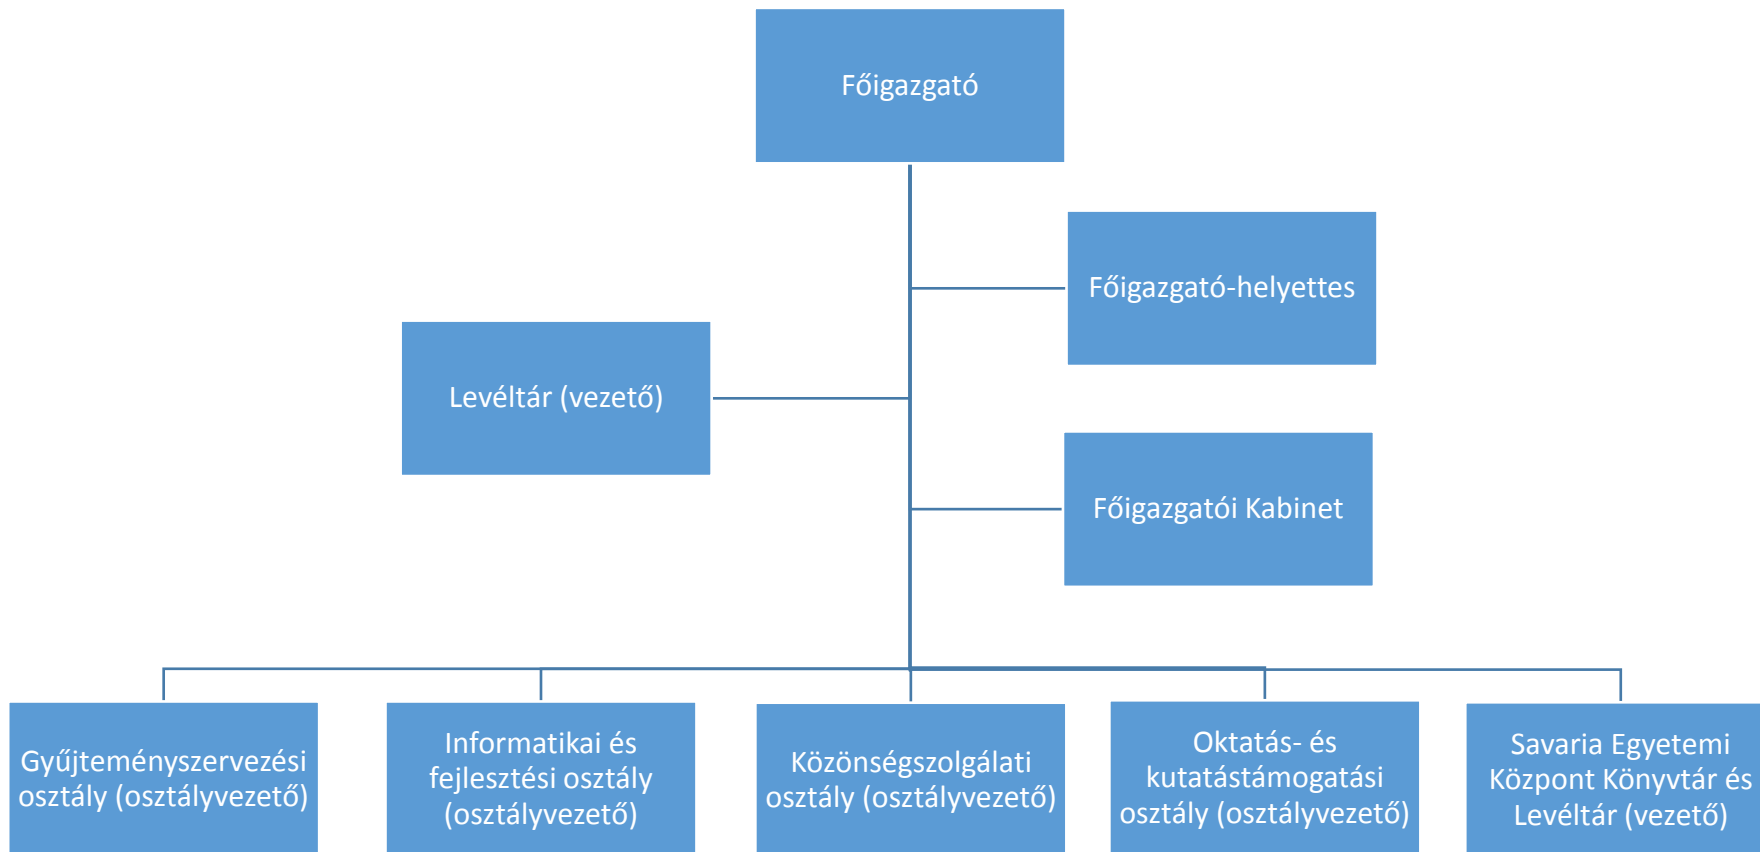 Főigazgató
Főigazgató-helyettes
Levéltár (vezető)
Főigazgatói Kabinet
Gyűjteményszervezési
osztály (osztályvezető)
Informatikai és
fejlesztési osztály
(osztályvezető)
Közönségszolgálati
osztály (osztályvezető)
Oktatás- és
kutatástámogatási
osztály (osztályvezető)
Savaria Egyetemi
Központ Könyvtár és
Levéltár (vezető)